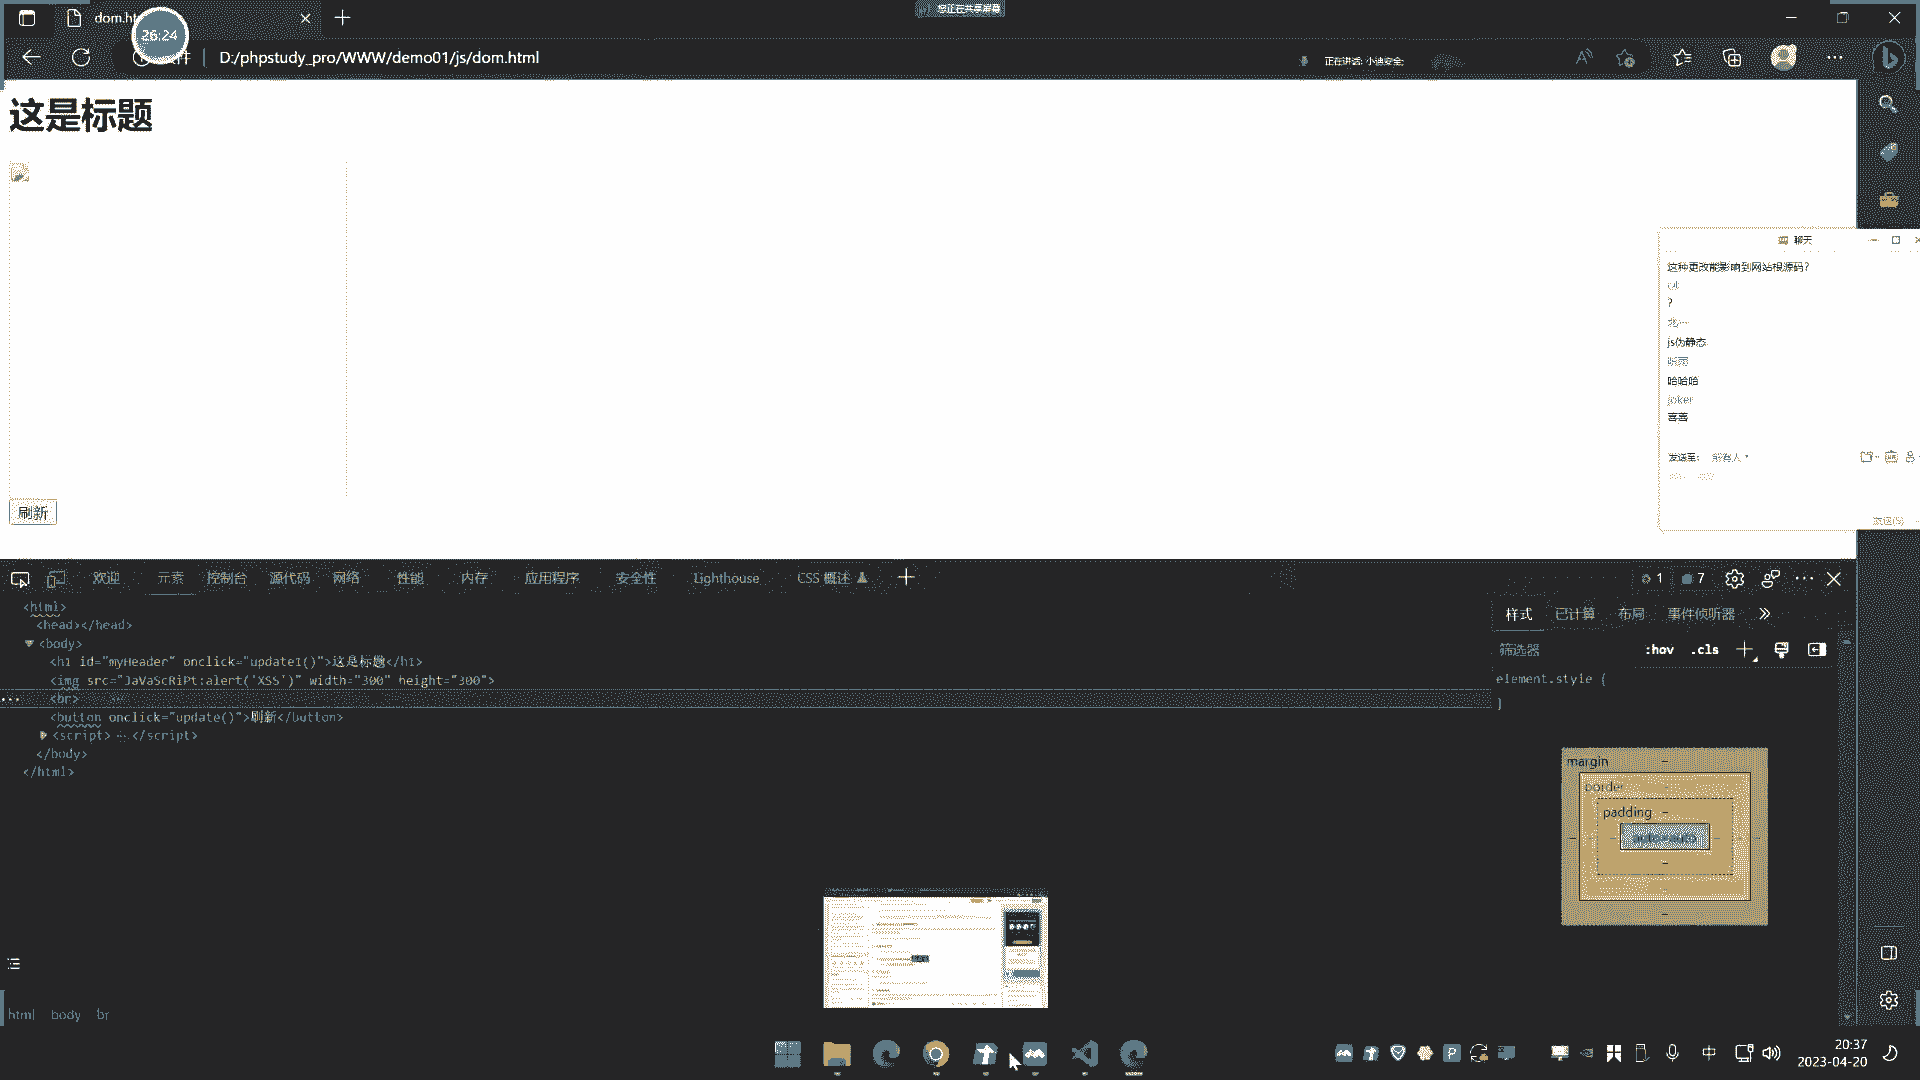 您正在共享屏幕
dom.ht
26:24
D:/phpstudy_pro/WWW/demo01/js/dom.html
正在讲话: 小迪安全;
这是标题
刷新
聊天
这种更改能影响到网站根源码?
?
js伪静态
哈哈哈
joker
喜喜
发送至:
所有人
发送(S)
欢迎
元素
控制台
源代码
网络
性能
内存
应用程序
安全性
Lighthouse
CSS 概述
1
7
<html>
<head></head>
<body>
<h1 id="myHeader" onclick="update1()">这是标题</h1>
<img src="JaVaScRiPt:alert('XSS')" width="300" height="300">
<br>
<button onclick="update()">刷新</button>
<script> …</script>
</body>
</html>
样式
已计算
布局
事件侦听器
筛选器
:hov
.cls
element.style {
}
margin
border
padding
html
body
br
中
20:37
2023-04-20